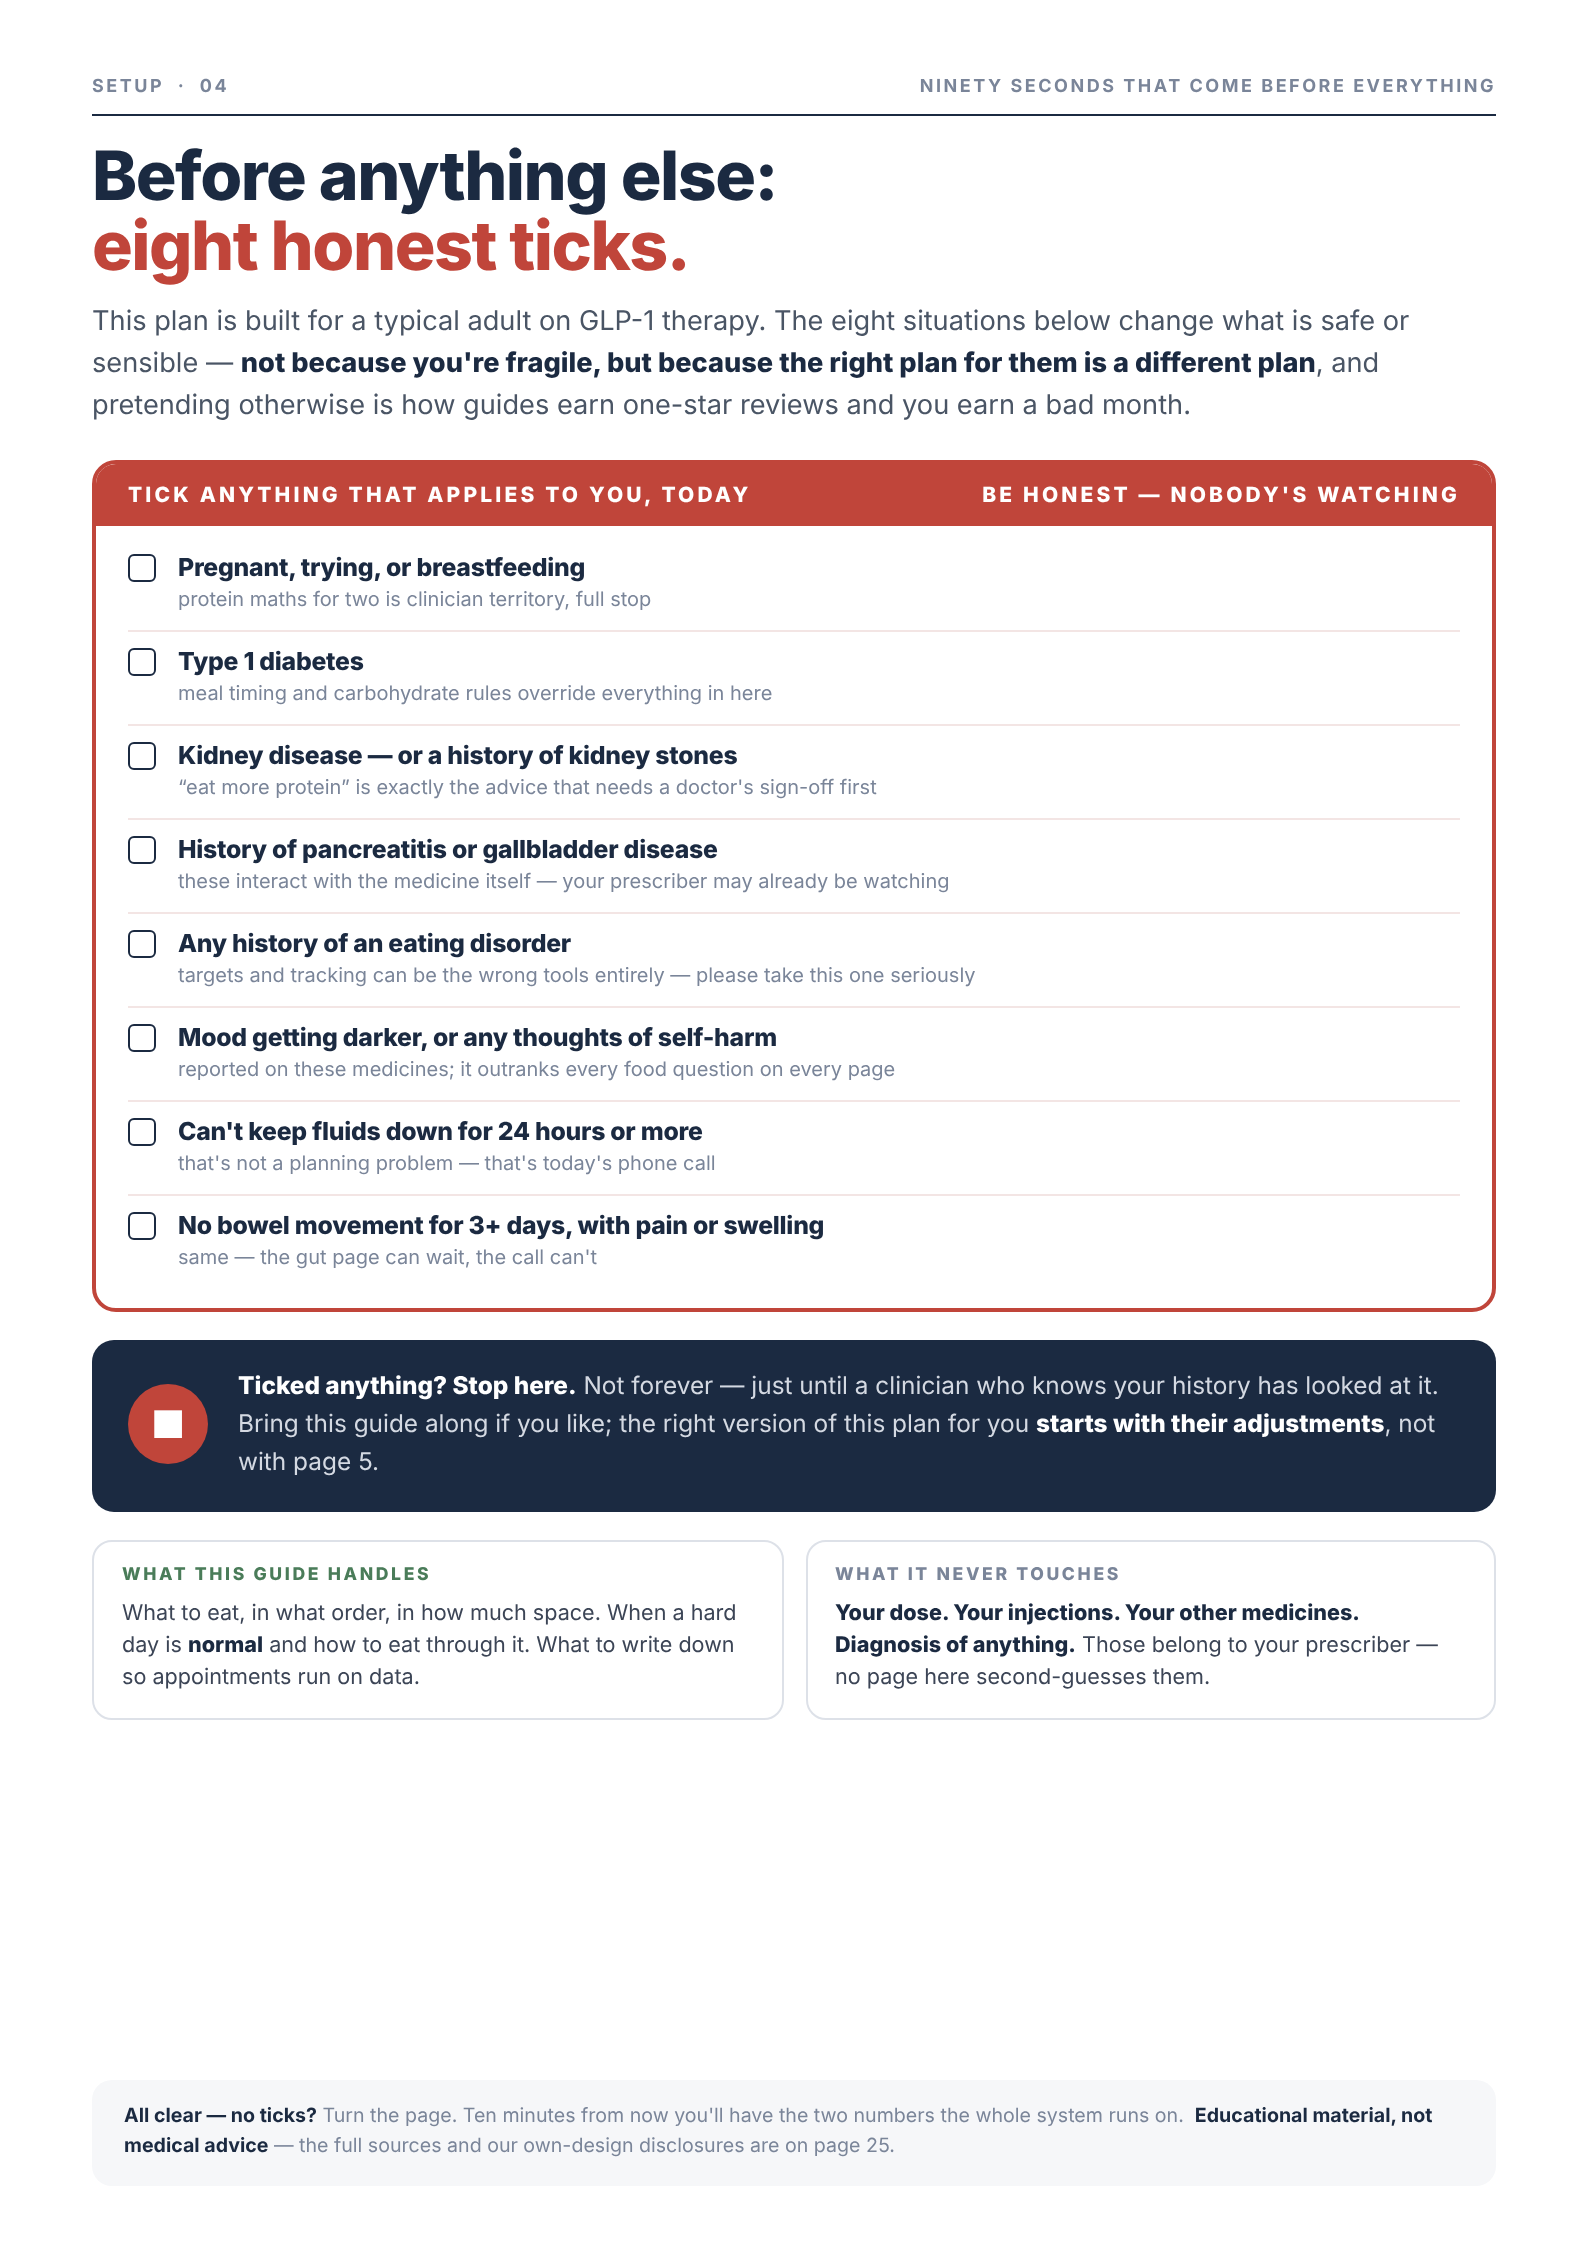 SETUP · 04
NINETY SECONDS THAT COME BEFORE EVERYTHING
Before anything else:
eight honest ticks.
This plan is built for a typical adult on GLP-1 therapy. The eight situations below change what is safe or
sensible — not because you're fragile, but because the right plan for them is a different plan, and
pretending otherwise is how guides earn one-star reviews and you earn a bad month.
TICK ANYTHING THAT APPLIES TO YOU, TODAY
BE HONEST — NOBODY'S WATCHING
Pregnant, trying, or breastfeeding
protein maths for two is clinician territory, full stop
Type 1 diabetes
meal timing and carbohydrate rules override everything in here
Kidney disease — or a history of kidney stones
“eat more protein” is exactly the advice that needs a doctor's sign-off first
History of pancreatitis or gallbladder disease
these interact with the medicine itself — your prescriber may already be watching
Any history of an eating disorder
targets and tracking can be the wrong tools entirely — please take this one seriously
Mood getting darker, or any thoughts of self-harm
reported on these medicines; it outranks every food question on every page
Can't keep fluids down for 24 hours or more
that's not a planning problem — that's today's phone call
No bowel movement for 3+ days, with pain or swelling
same — the gut page can wait, the call can't
Ticked anything? Stop here. Not forever — just until a clinician who knows your history has looked at it.
Bring this guide along if you like; the right version of this plan for you starts with their adjustments, not
with page 5.
WHAT THIS GUIDE HANDLES
What to eat, in what order, in how much space. When a hard
day is normal and how to eat through it. What to write down
so appointments run on data.
WHAT IT NEVER TOUCHES
Your dose. Your injections. Your other medicines.
Diagnosis of anything. Those belong to your prescriber —
no page here second-guesses them.
All clear — no ticks? Turn the page. Ten minutes from now you'll have the two numbers the whole system runs on. Educational material, not
medical advice — the full sources and our own-design disclosures are on page 25.